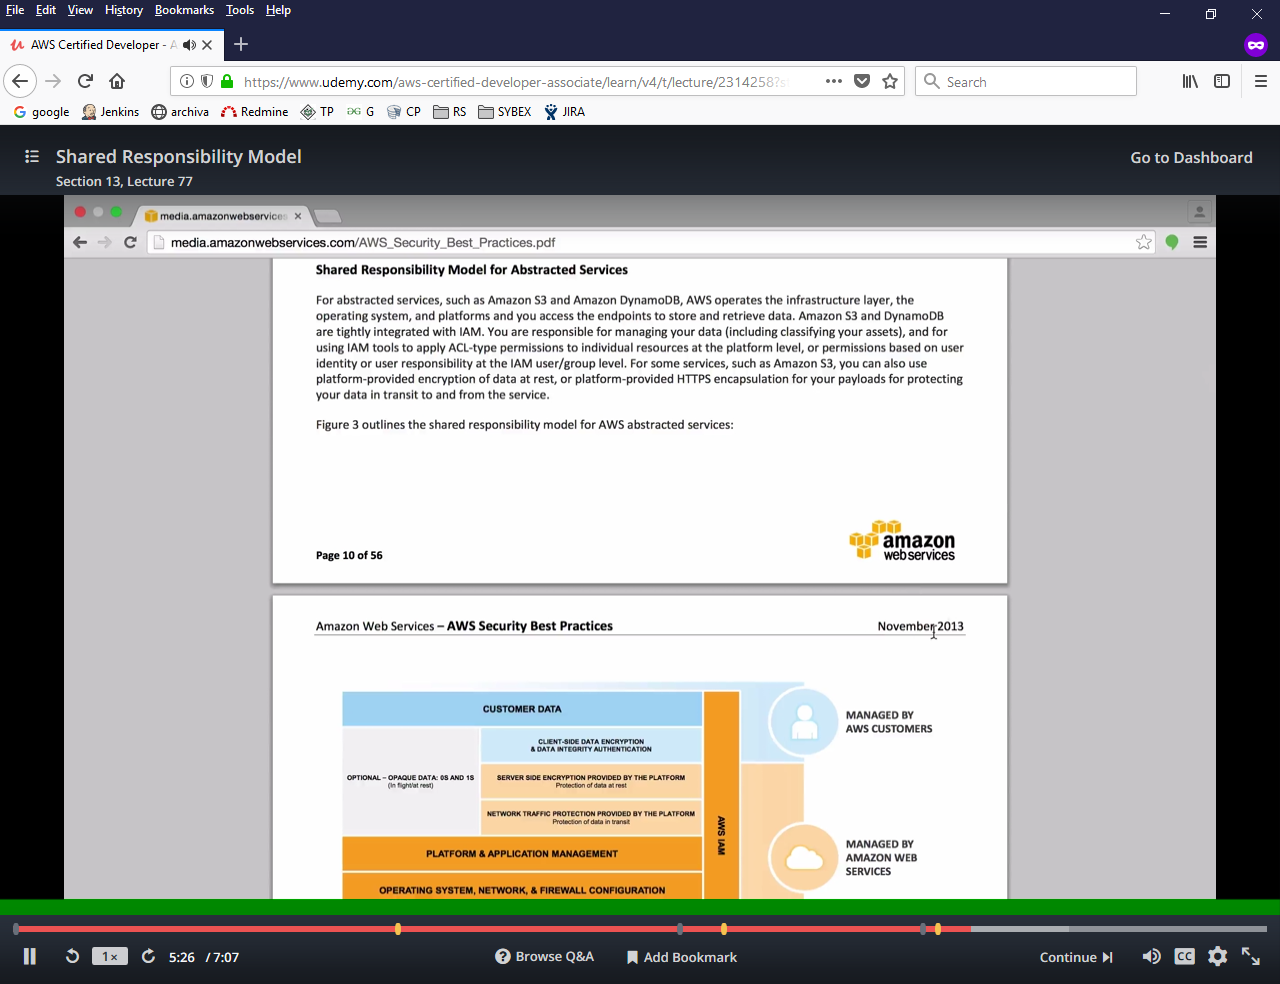 File Edit View History Bookmarks Tools Help
AWS Certified Developer - A
https://www.udemy.com/aws-certified-developer-associate/learn/v4/t/lecture/2314258?s
Search
google Jenkins archiva Redmine TP G CP RS SYBEX JIRA
Shared Responsibility Model
Go to Dashboard
Section 13, Lecture 77
media.amazonwebservices
media.amazonwebservices.com/AWS_Security_Best_Practices.pdf
Shared Responsibility Model for Abstracted Services
For abstracted services, such as Amazon S3 and Amazon DynamoDB, AWS operates the infrastructure layer, the
operating system, and platforms and you access the endpoints to store and retrieve data. Amazon S3 and DynamoDB
are tightly integrated with IAM. You are responsible for managing your data (including classifying your assets), and for
using IAM tools to apply ACL-type permissions to individual resources at the platform level, or permissions based on user
identity or user responsibility at the IAM user/group level. For some services, such as Amazon S3, you can also use
platform-provided encryption of data at rest, or platform-provided HTTPS encapsulation for your payloads for protecting
your data in transit to and from the service.
Figure 3 outlines the shared responsibility model for AWS abstracted services:
amazon
webservices
Page 10 of 56
Amazon Web Services – AWS Security Best Practices
November 2013
CUSTOMER DATA
CLIENT-SIDE DATA ENCRYPTION
& DATA INTEGRITY AUTHENTICATION
OPTIONAL – OPAQUE DATA: 0S AND 1S
(In flight/at rest)
SERVER SIDE ENCRYPTION PROVIDED BY THE PLATFORM
Protection of data at rest
NETWORK TRAFFIC PROTECTION PROVIDED BY THE PLATFORM
Protection of data in transit
PLATFORM & APPLICATION MANAGEMENT
OPERATING SYSTEM, NETWORK, & FIREWALL CONFIGURATION
AWS IAM
MANAGED BY
AWS CUSTOMERS
MANAGED BY
AMAZON WEB
SERVICES
1x
5:26 / 7:07
Browse Q&A
Add Bookmark
Continue
CC